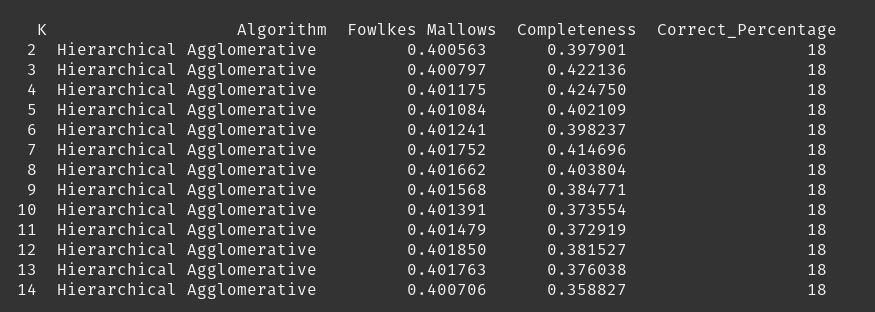 K Algorithm Fowlkes Mallows Completeness Correct_Percentage
2 Hierarchical Agglomerative 0.400563 0.397901 18
3 Hierarchical Agglomerative 0.400797 0.422136 18
4 Hierarchical Agglomerative 0.401175 0.424750 18
5 Hierarchical Agglomerative 0.401084 0.402109 18
6 Hierarchical Agglomerative 0.401241 0.398237 18
7 Hierarchical Agglomerative 0.401752 0.414696 18
8 Hierarchical Agglomerative 0.401662 0.403804 18
9 Hierarchical Agglomerative 0.401568 0.384771 18
10 Hierarchical Agglomerative 0.401391 0.373554 18
11 Hierarchical Agglomerative 0.401479 0.372919 18
12 Hierarchical Agglomerative 0.401850 0.381527 18
13 Hierarchical Agglomerative 0.401763 0.376038 18
14 Hierarchical Agglomerative 0.400706 0.358827 18